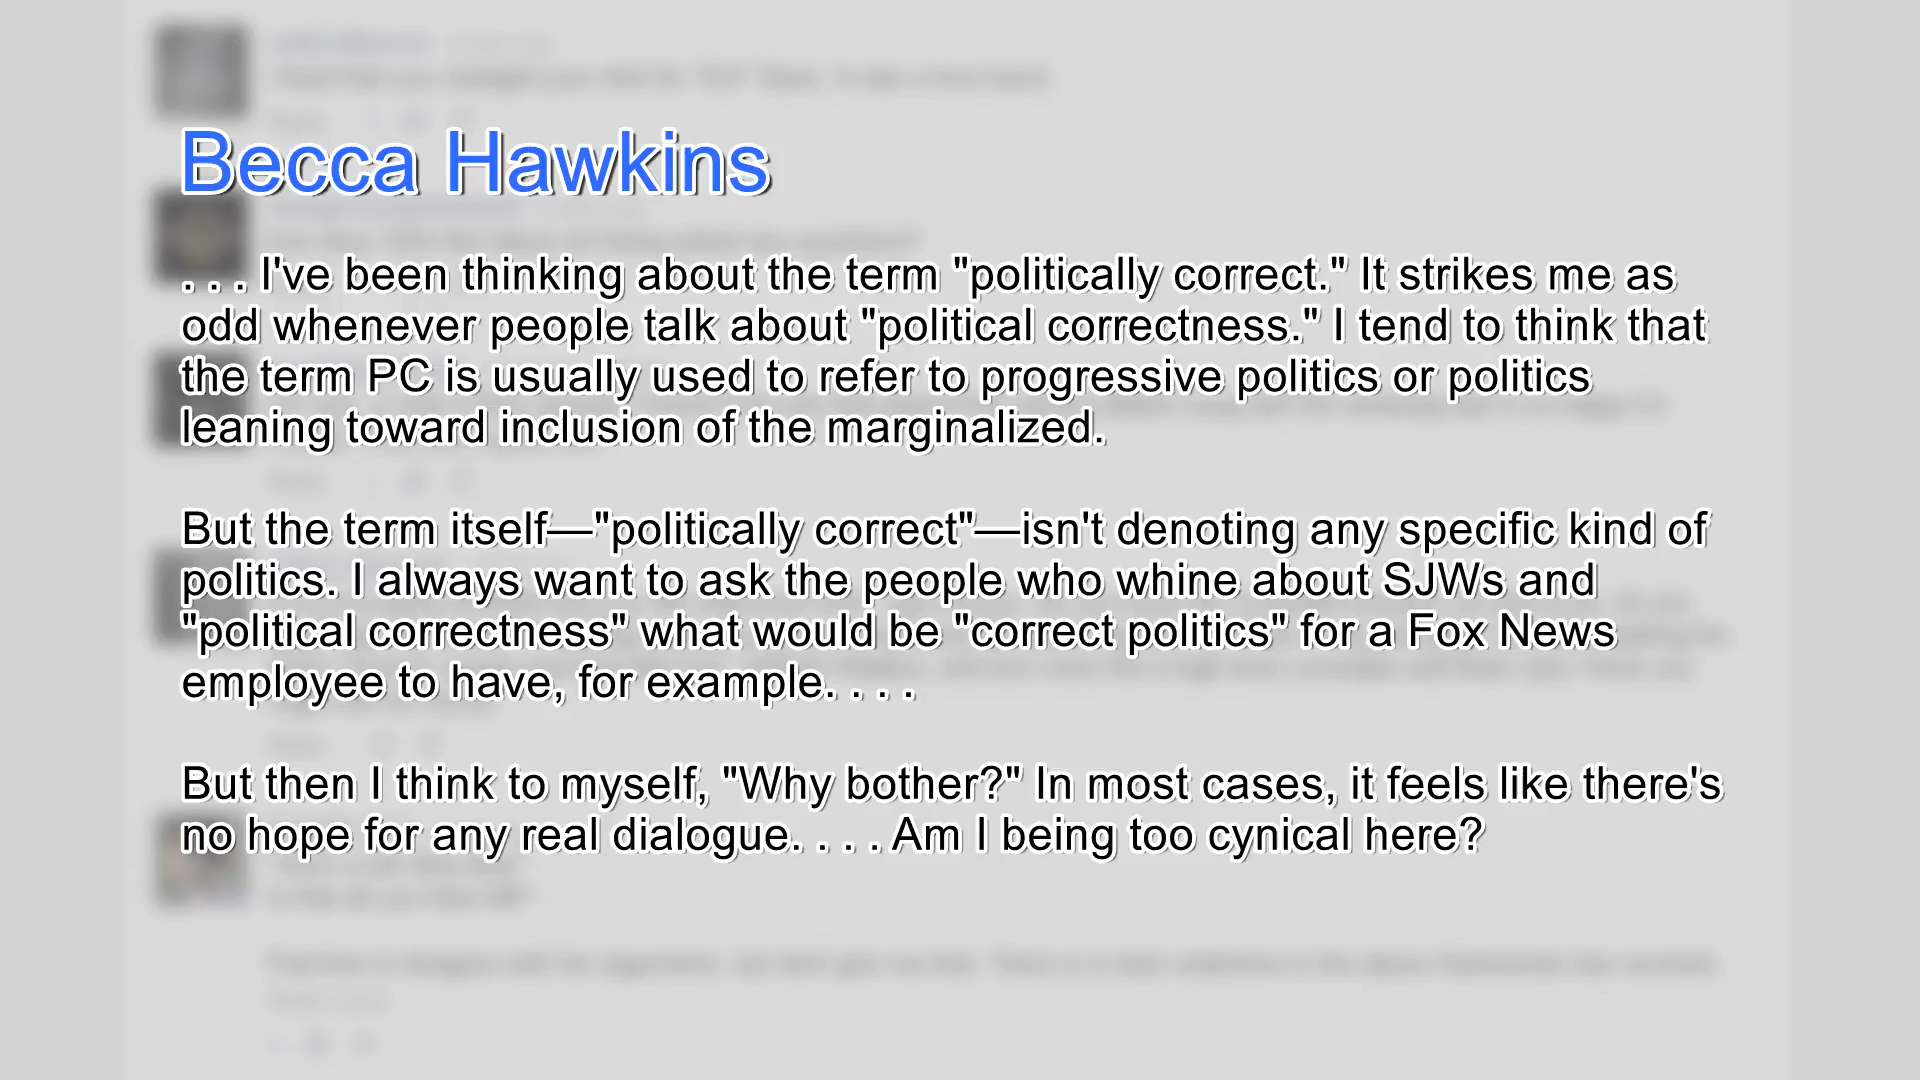 Becca Hawkins
. . . I've been thinking about the term "politically correct." It strikes me as
odd whenever people talk about "political correctness." I tend to think that
the term PC is usually used to refer to progressive politics or politics
leaning toward inclusion of the marginalized.
But the term itself—"politically correct"—isn't denoting any specific kind of
politics. I always want to ask the people who whine about SJWs and
"political correctness" what would be "correct politics" for a Fox News
employee to have, for example. . . .
But then I think to myself, "Why bother?" In most cases, it feels like there's
no hope for any real dialogue. . . . Am I being too cynical here?